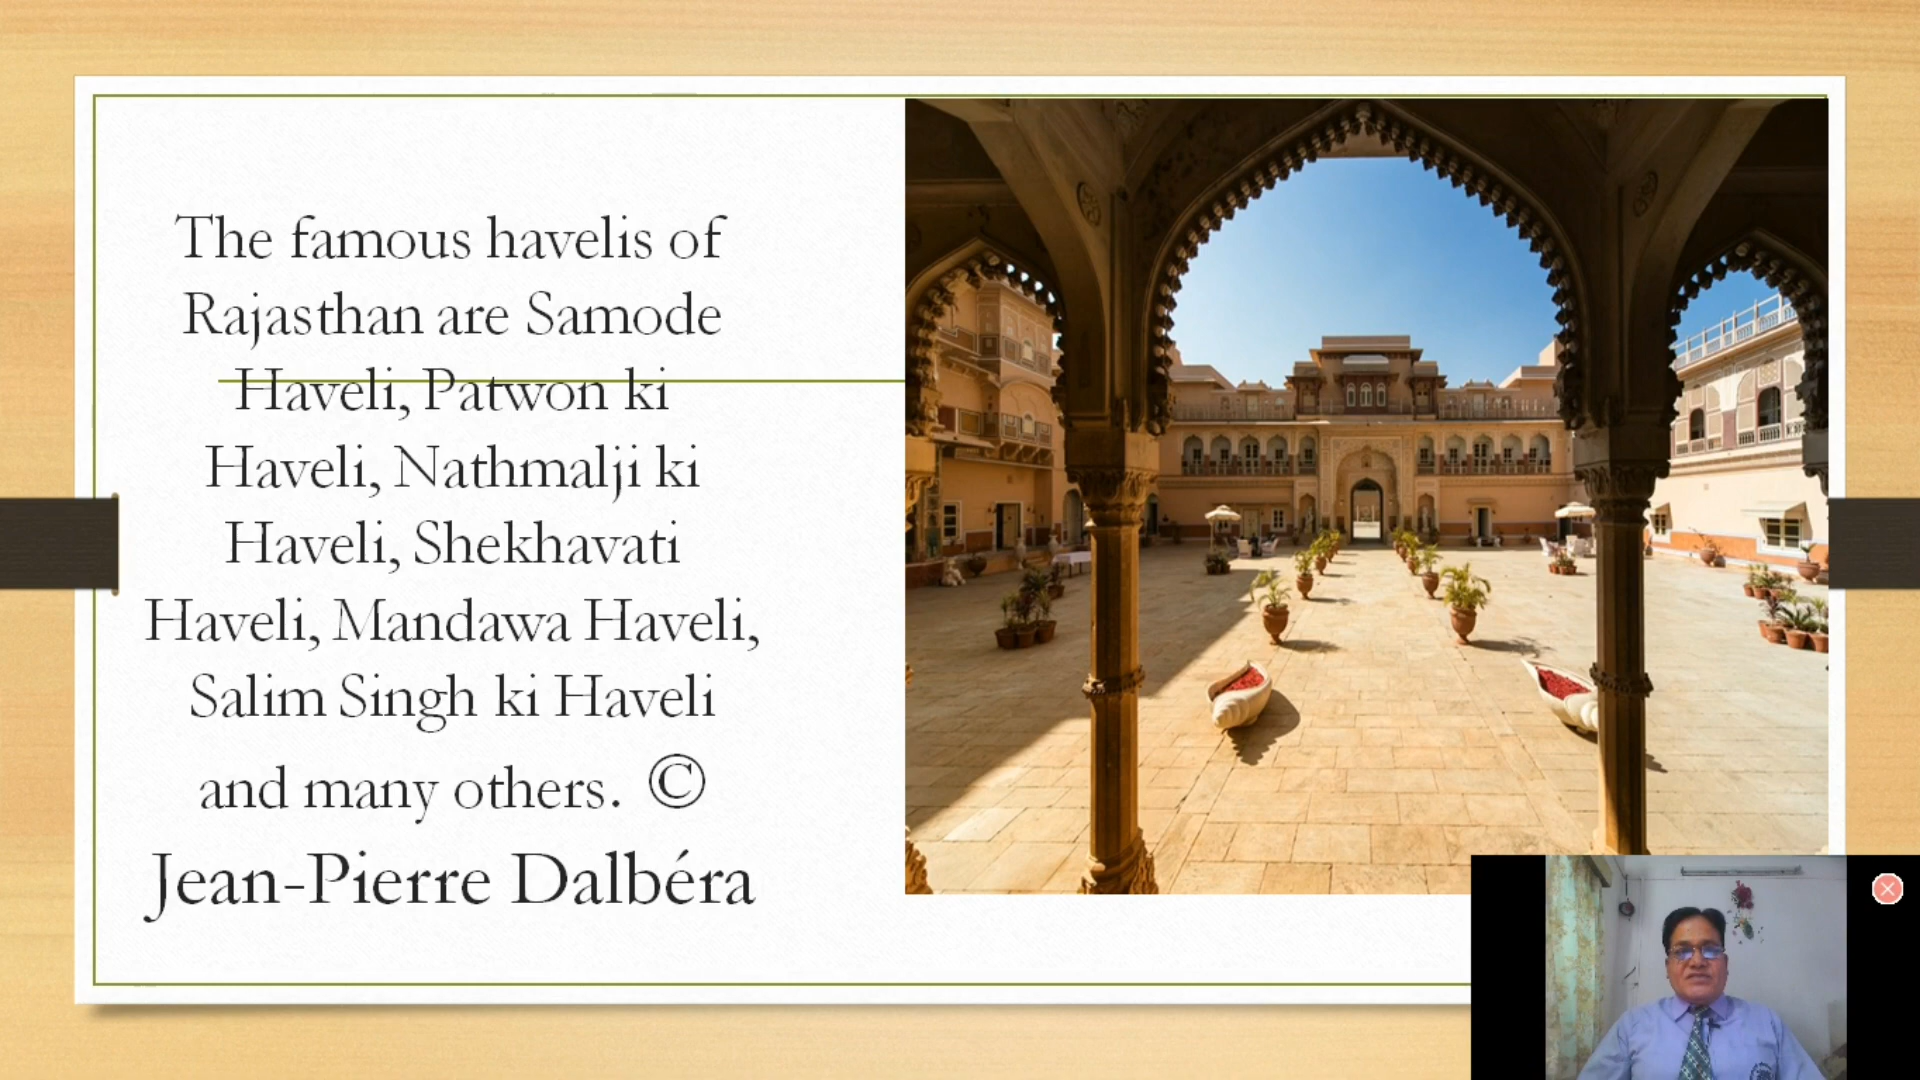 The famous havelis of
Rajasthan are Samode
Haveli, Patwon ki
Haveli, Nathmalji ki
Haveli, Shekhavati
Haveli, Mandawa Haveli,
Salim Singh ki Haveli
and many others. ©
Jean-Pierre Dalbéra